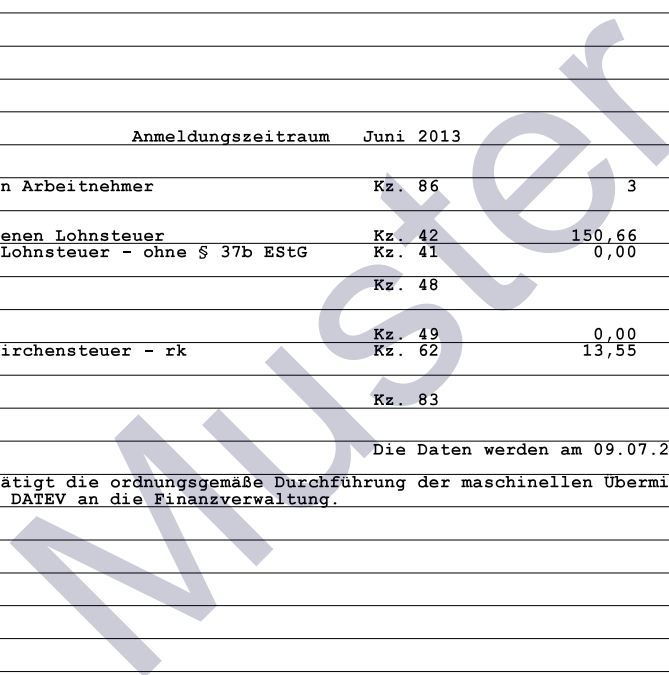 Anmeldungszeitraum Juni 2013
n Arbeitnehmer Kz. 86 3
enen Lohnsteuer Kz. 42 150,66
Lohnsteuer - ohne § 37b EStG Kz. 41 0,00
Kz. 48
Kz. 49 0,00
irchensteuer - rk Kz. 62 13,55
Kz. 83
Die Daten werden am 09.07.2
ätigt die ordnungsgemäße Durchführung der maschinellen Übermi
DATEV an die Finanzverwaltung.
Muster